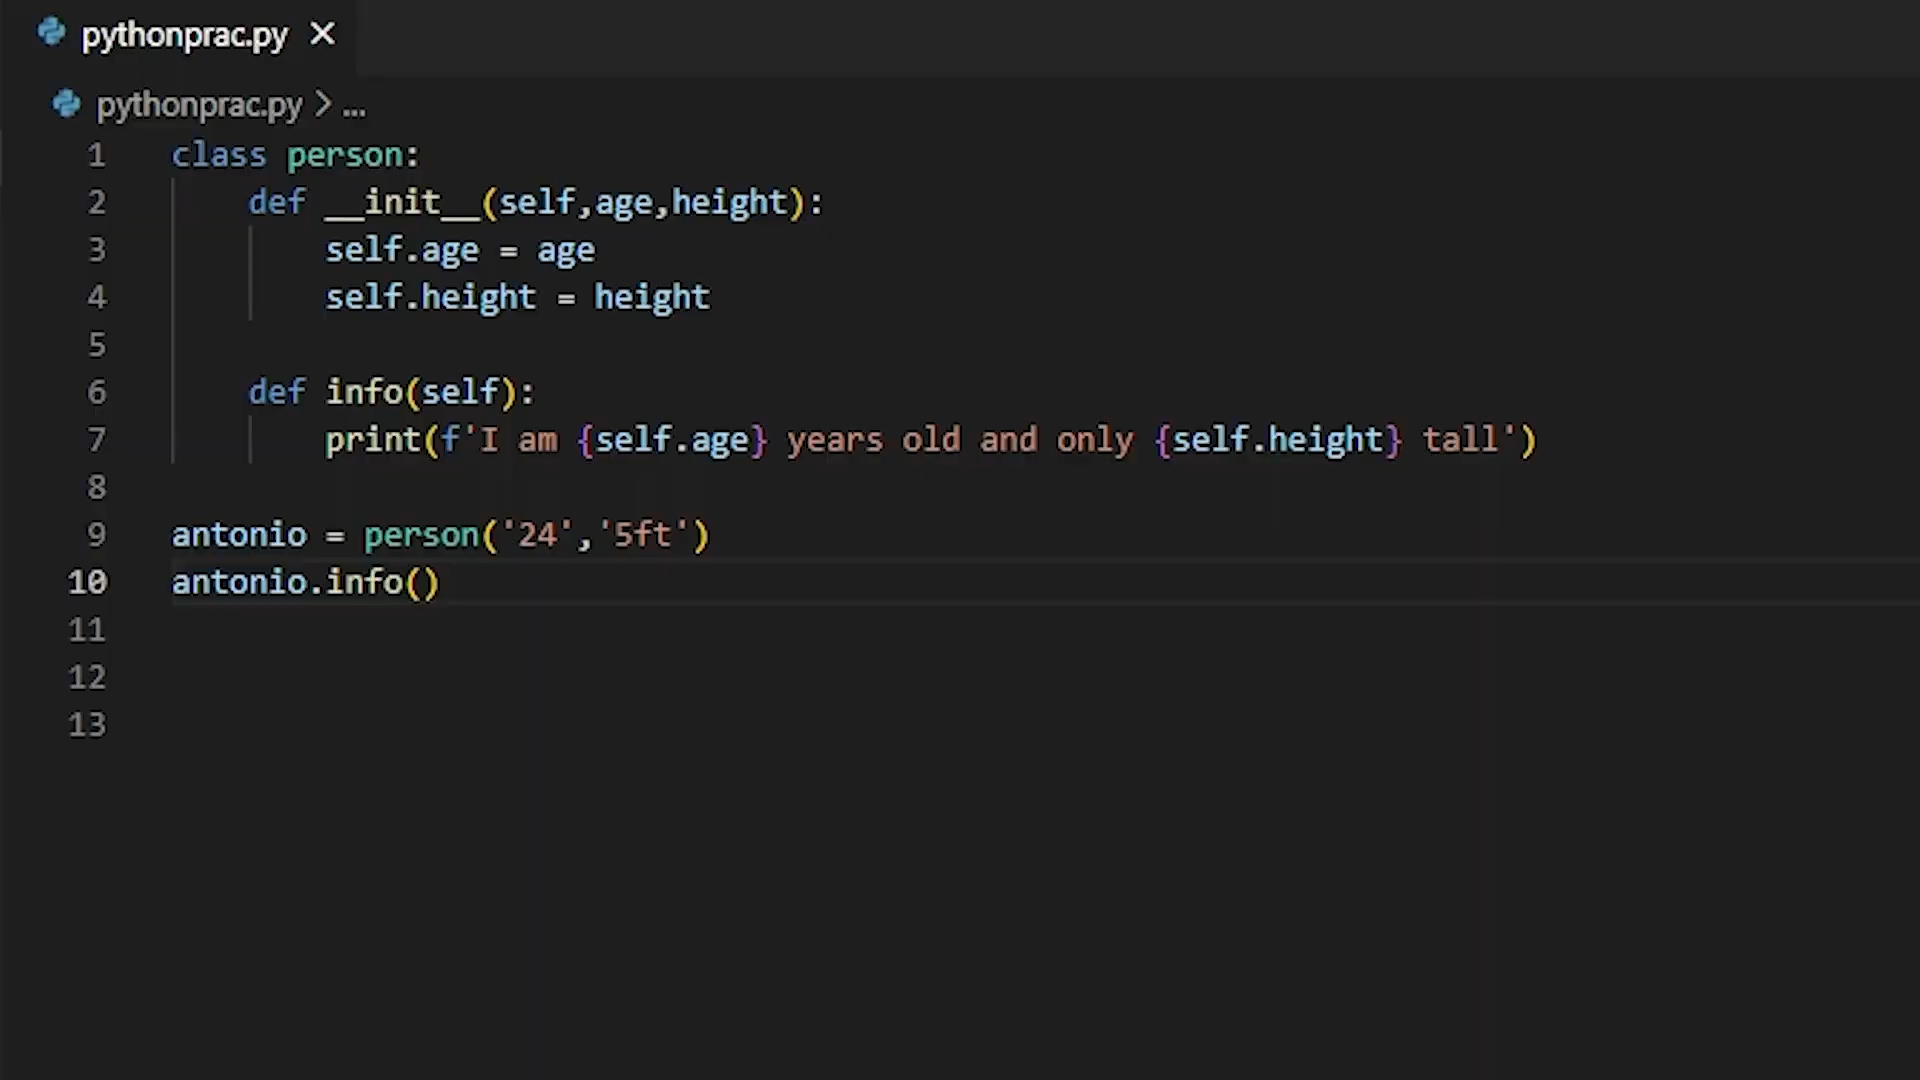 pythonprac.py
pythonprac.py > ...
1 class person:
2     def __init__(self,age,height):
3         self.age = age
4         self.height = height
5
6     def info(self):
7         print(f'I am {self.age} years old and only {self.height} tall')
8
9 antonio = person('24','5ft')
10 antonio.info()
11
12
13